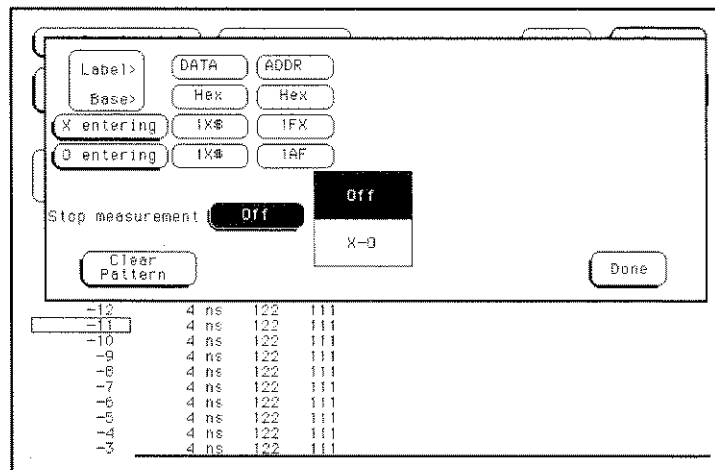 Label> DATA ADDR
Base> Hex Hex
X entering 1X$ 1FX
O entering 1X$ 1AF
Off
Stop measurement Off
X-O
Clear
Pattern
Done
-12 4 ns 122 111
-11 4 ns 122 111
-10 4 ns 122 111
-9 4 ns 122 111
-8 4 ns 122 111
-7 4 ns 122 111
-6 4 ns 122 111
-5 4 ns 122 111
-4 4 ns 122 111
-3 4 ns 122 111